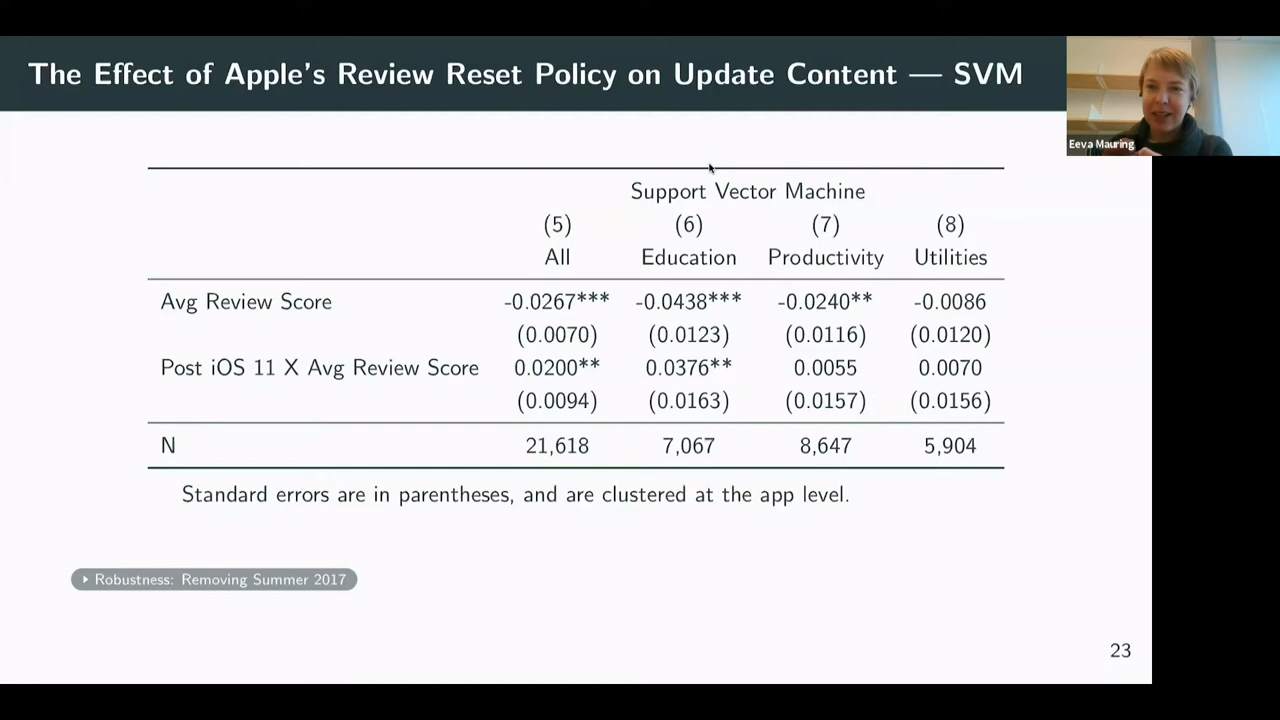 The Effect of Apple's Review Reset Policy on Update Content — SVM
Eeva Mauring
Support Vector Machine
(5) (6) (7) (8)
All Education Productivity Utilities
Avg Review Score -0.0267*** -0.0438*** -0.0240** -0.0086
(0.0070) (0.0123) (0.0116) (0.0120)
Post iOS 11 X Avg Review Score 0.0200** 0.0376** 0.0055 0.0070
(0.0094) (0.0163) (0.0157) (0.0156)
N 21,618 7,067 8,647 5,904
Standard errors are in parentheses, and are clustered at the app level.
Robustness: Removing Summer 2017
23